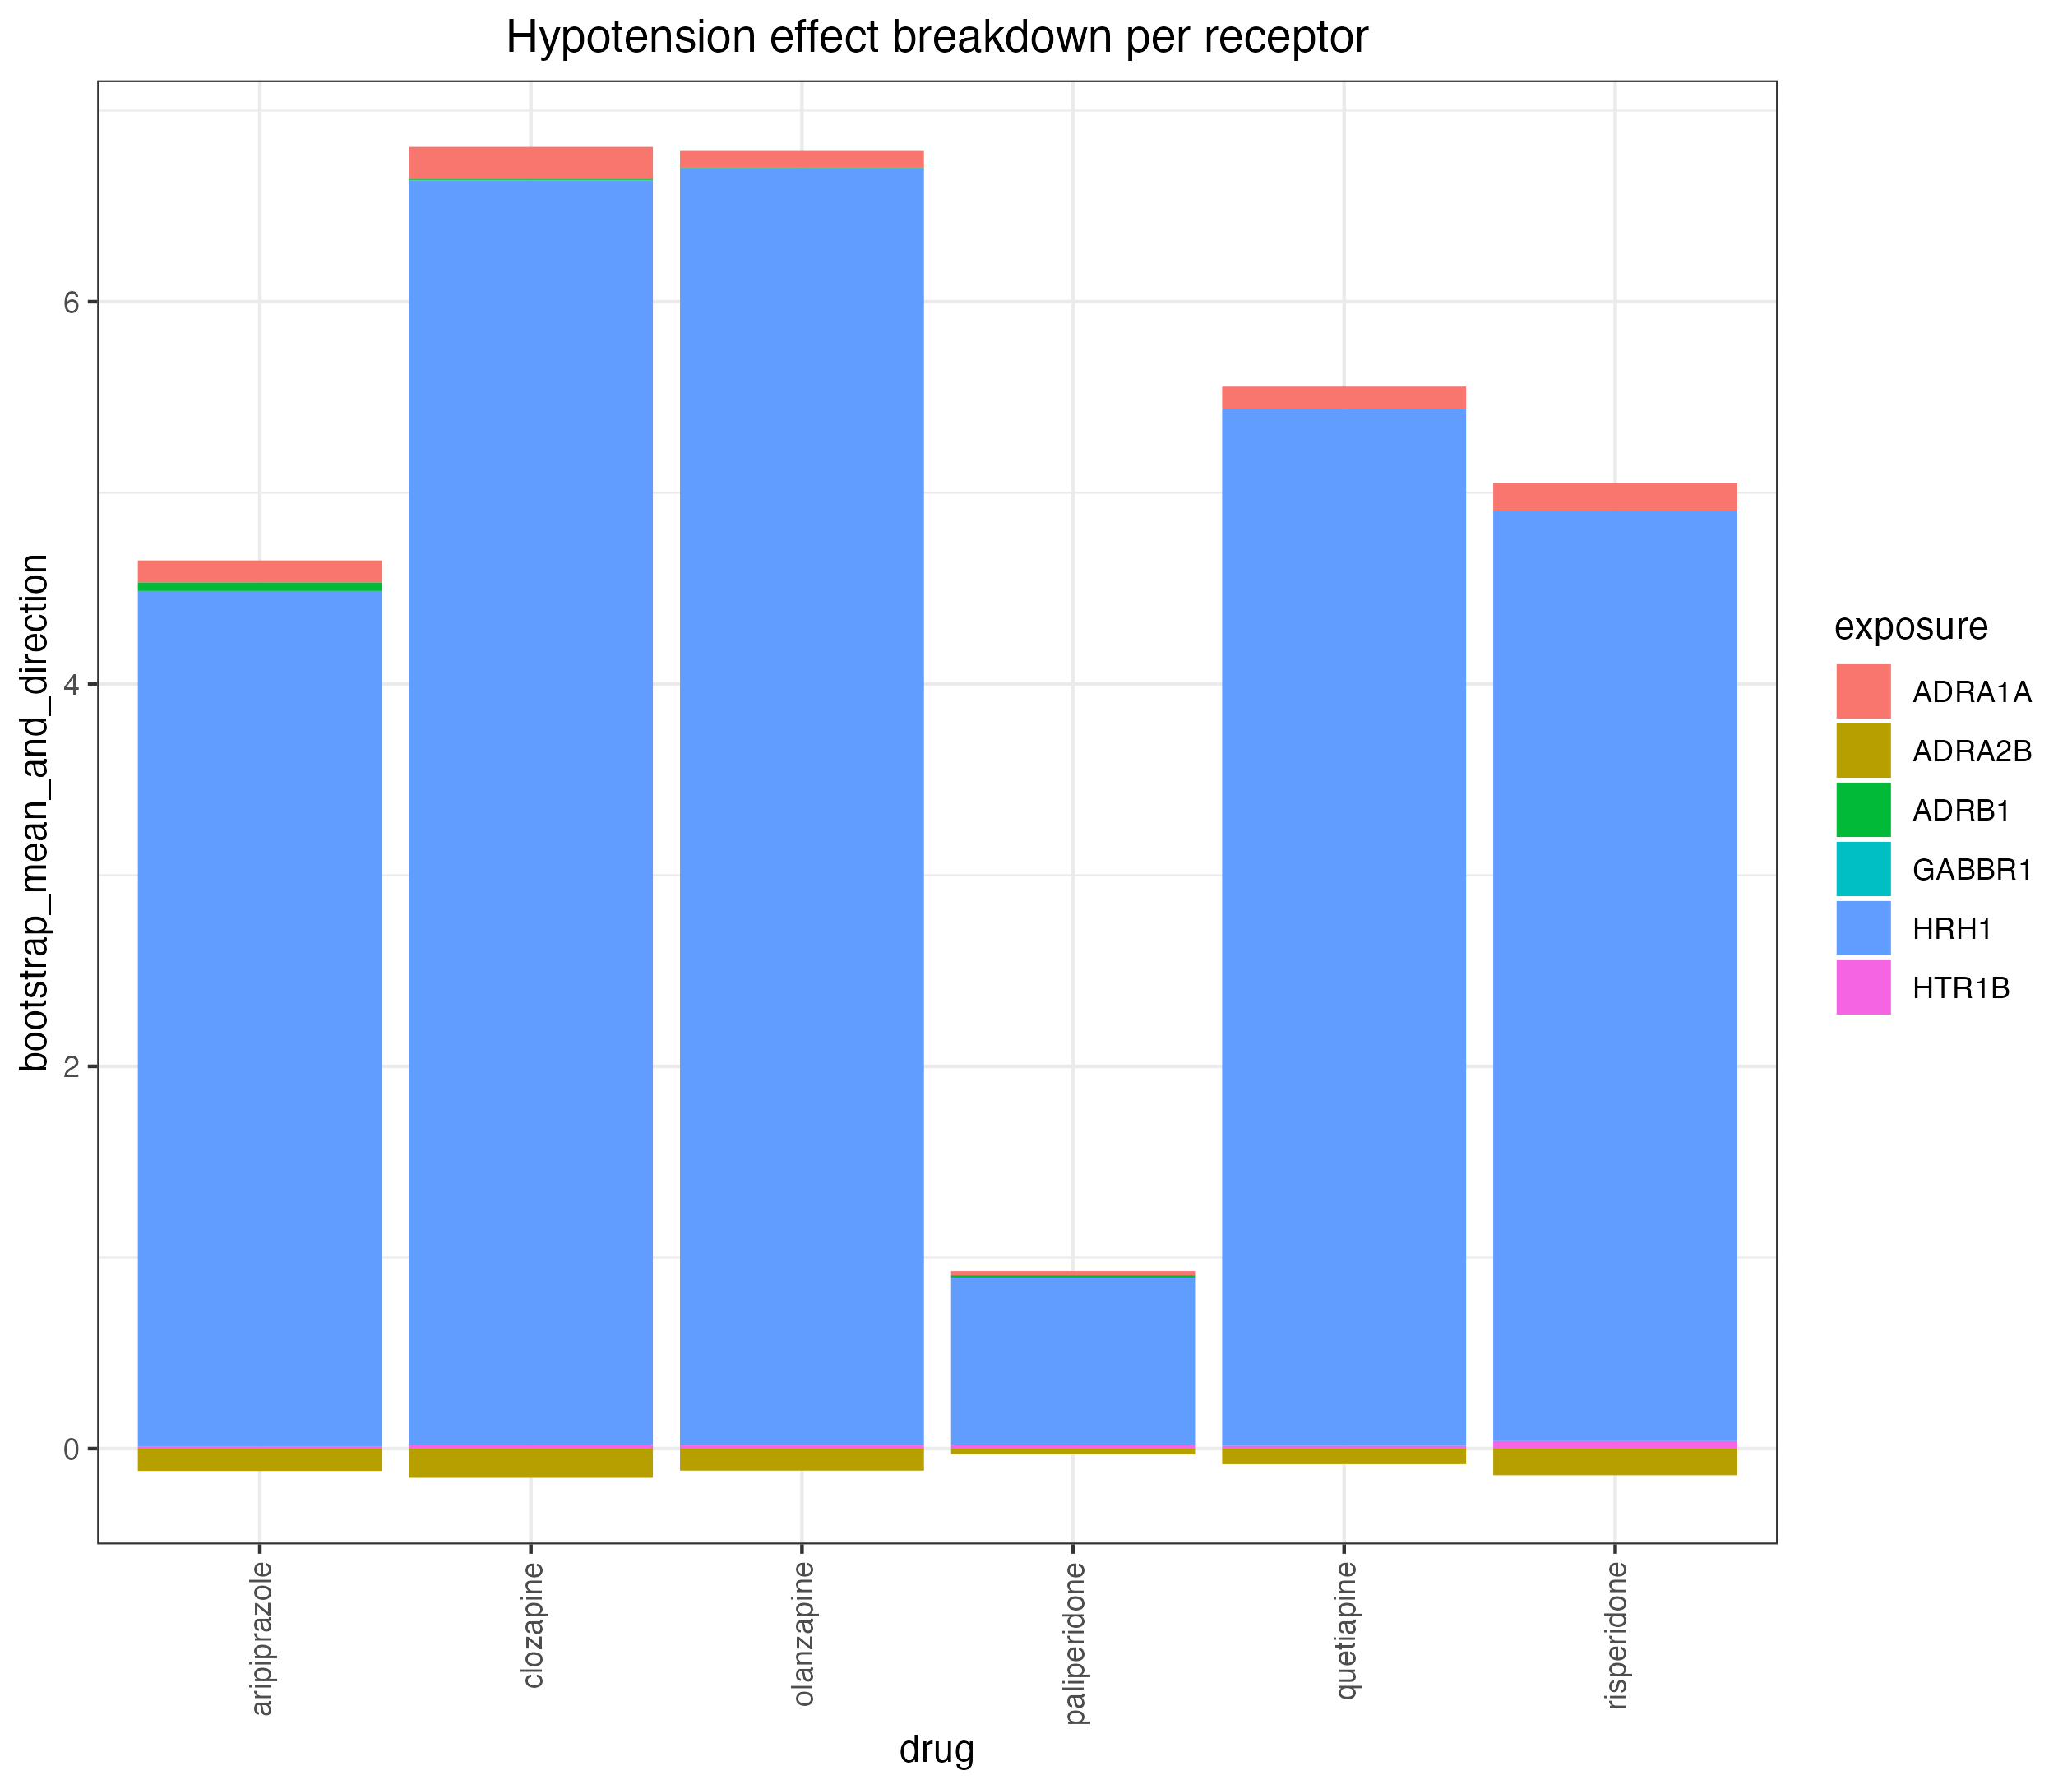 Hypotension effect breakdown per receptor
bootstrap_mean_and_direction
6
4
2
0
aripiprazole
clozapine
olanzapine
paliperidone
quetiapine
risperidone
drug
exposure
ADRA1A
ADRA2B
ADRB1
GABBR1
HRH1
HTR1B